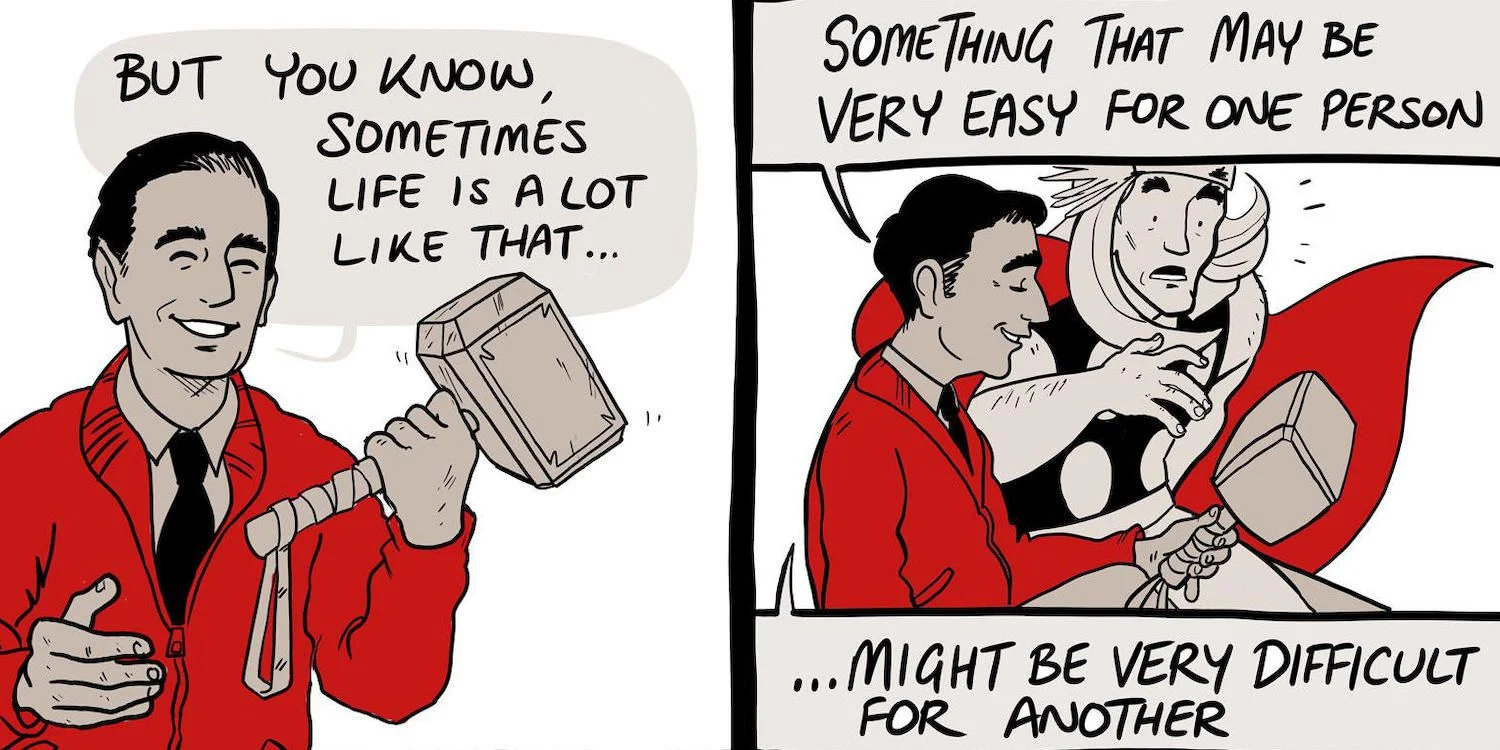 BUT YOU KNOW,
SOMETIMES
LIFE IS A LOT
LIKE THAT...
SOMETHING THAT MAY BE
VERY EASY FOR ONE PERSON
...MIGHT BE VERY DIFFICULT
FOR ANOTHER